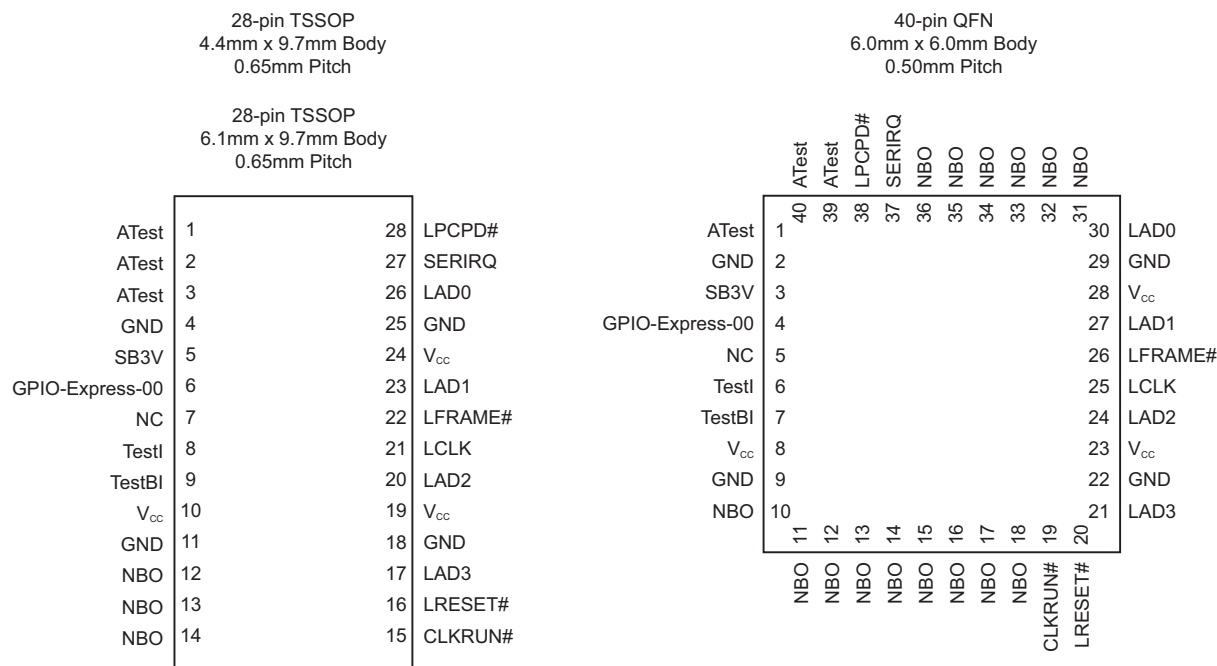 28-pin TSSOP
4.4mm x 9.7mm Body
0.65mm Pitch
28-pin TSSOP
6.1mm x 9.7mm Body
0.65mm Pitch
ATest 1 28 LPCPD#
ATest 2 27 SERIRQ
ATest 3 26 LAD0
GND 4 25 GND
SB3V 5 24 Vcc
GPIO-Express-00 6 23 LAD1
NC 7 22 LFRAME#
TestI 8 21 LCLK
TestBI 9 20 LAD2
Vcc 10 19 Vcc
GND 11 18 GND
NBO 12 17 LAD3
NBO 13 16 LRESET#
NBO 14 15 CLKRUN#
40-pin QFN
6.0mm x 6.0mm Body
0.50mm Pitch
ATest ATest LPCPD# SERIRQ NBO NBO NBO NBO NBO NBO
40 39 38 37 36 35 34 33 32 31
ATest 1 30 LAD0
GND 2 29 GND
SB3V 3 28 Vcc
GPIO-Express-00 4 27 LAD1
NC 5 26 LFRAME#
TestI 6 25 LCLK
TestBI 7 24 LAD2
Vcc 8 23 Vcc
GND 9 22 GND
NBO 10 21 LAD3
11 12 13 14 15 16 17 18 19 20
NBO NBO NBO NBO NBO NBO NBO NBO CLKRUN# LRESET#